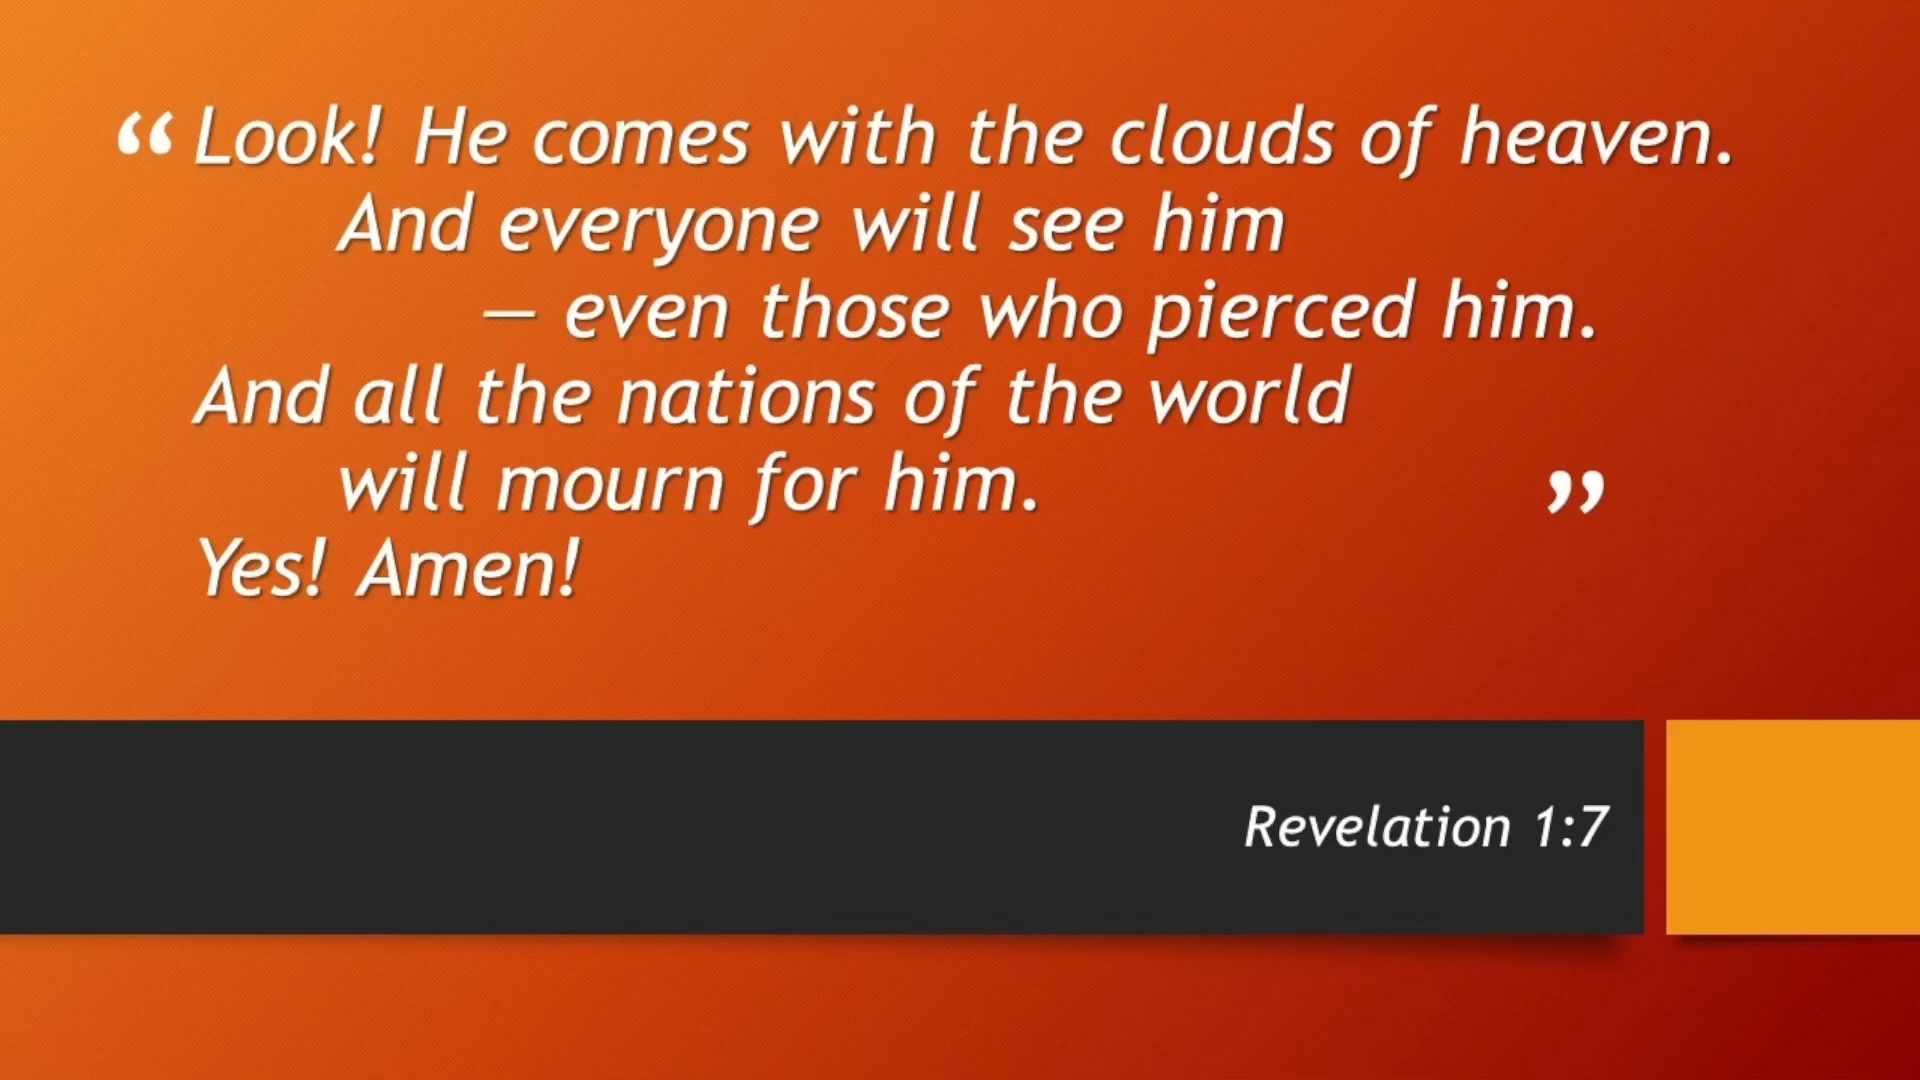 “Look! He comes with the clouds of heaven.
And everyone will see him
— even those who pierced him.
And all the nations of the world
will mourn for him.”
Yes! Amen!
Revelation 1:7